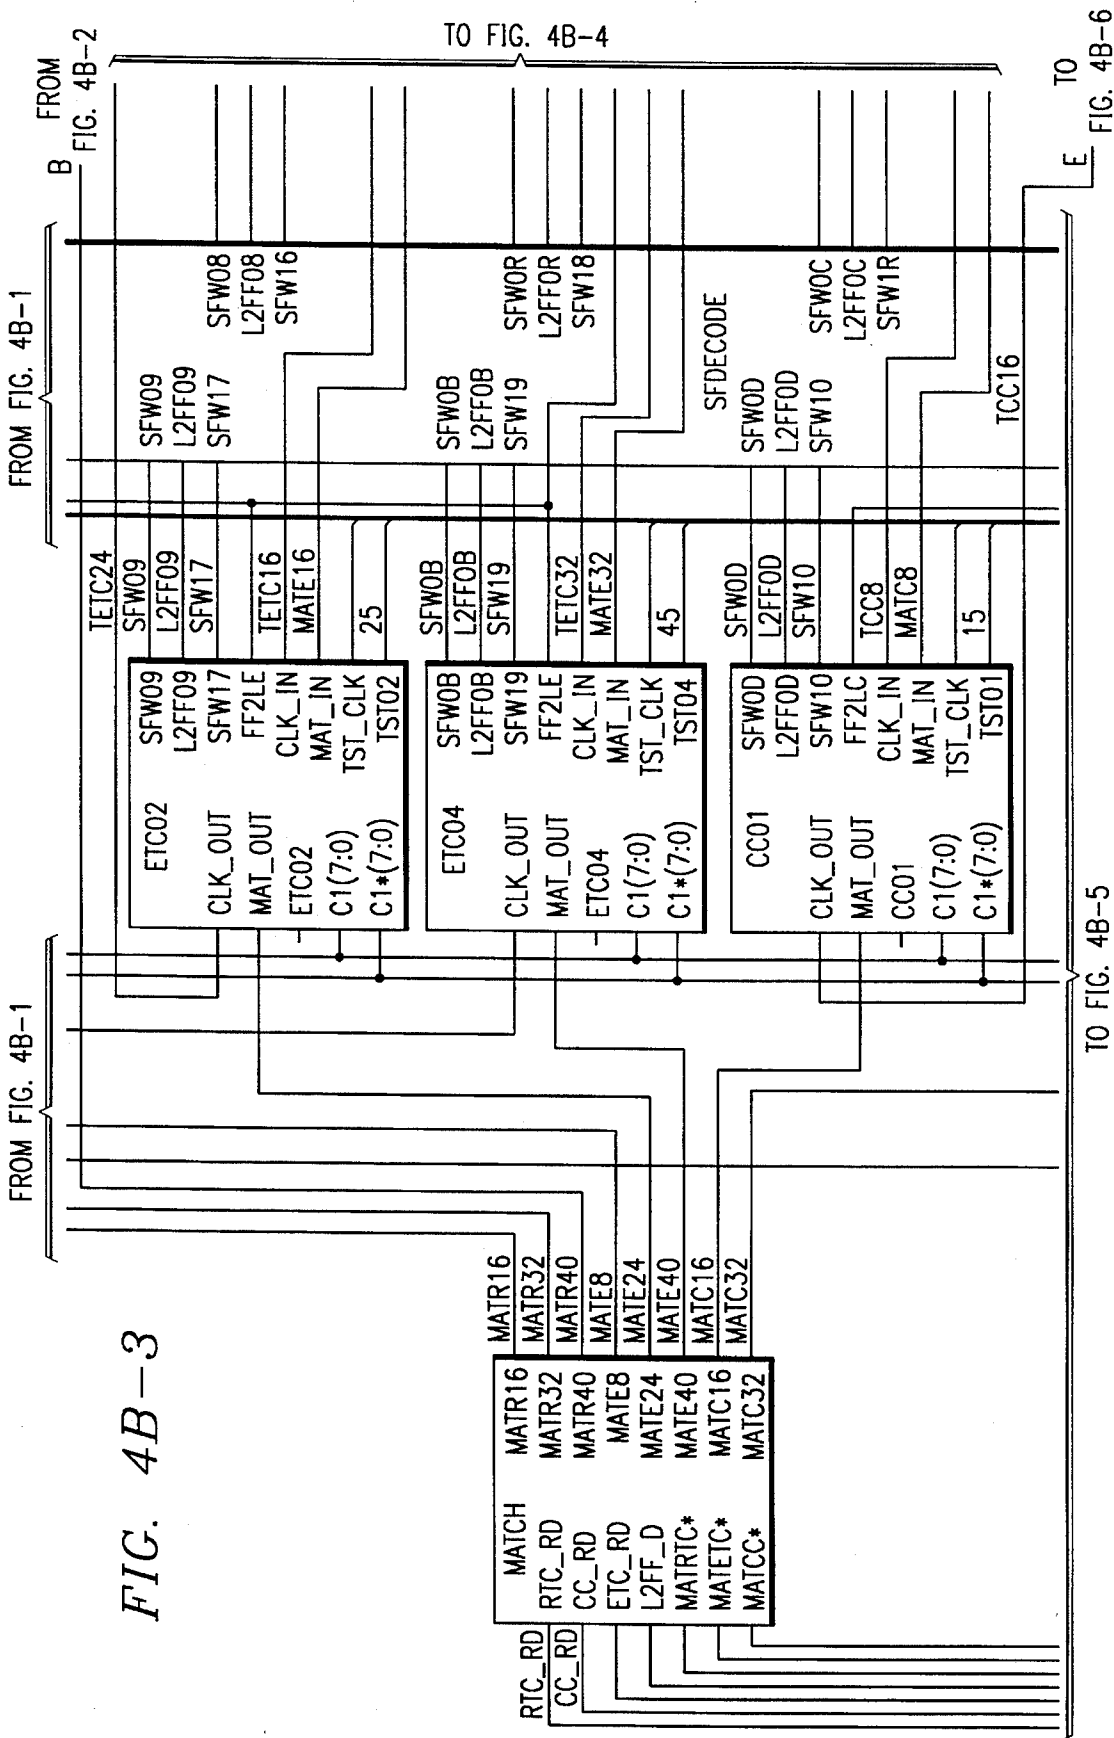 FIG. 4B-3
FROM FIG. 4B-1
FROM FIG. 4B-1
FROM
FIG. 4B-2
B
TO FIG. 4B-4
TO FIG. 4B-5
TO
FIG. 4B-6
E
RTC_RD
CC_RD
MATCH
RTC_RD
CC_RD
ETC_RD
L2FF_D
MATRTC*
MATETC*
MATCC*
MATR16
MATR32
MATR40
MATE8
MATE24
MATE40
MATC16
MATC32
MATR16
MATR32
MATR40
MATE8
MATE24
MATE40
MATC16
MATC32
ETC02
CLK_OUT
MAT_OUT
ETC02
C1(7:0)
C1*(7:0)
SFW09
L2FF09
SFW17
FF2LE
CLK_IN
MAT_IN
TST_CLK
TST02
TETC24
SFW09
L2FF09
SFW17
TETC16
MATE16
25
SFW09
L2FF09
SFW17
SFW08
L2FF08
SFW16
ETC04
CLK_OUT
MAT_OUT
ETC04
C1(7:0)
C1*(7:0)
SFW0B
L2FF0B
SFW19
FF2LE
CLK_IN
MAT_IN
TST_CLK
TST04
SFW0B
L2FF0B
SFW19
TETC32
MATE32
45
SFW0B
L2FF0B
SFW19
SFW0R
L2FF0R
SFW18
SFDECODE
CC01
CLK_OUT
MAT_OUT
CC01
C1(7:0)
C1*(7:0)
SFW0D
L2FF0D
SFW10
FF2LC
CLK_IN
MAT_IN
TST_CLK
TST01
SFW0D
L2FF0D
SFW10
TCC8
MATC8
15
SFW0D
L2FF0D
SFW10
SFW0C
L2FF0C
SFW1R
TCC16